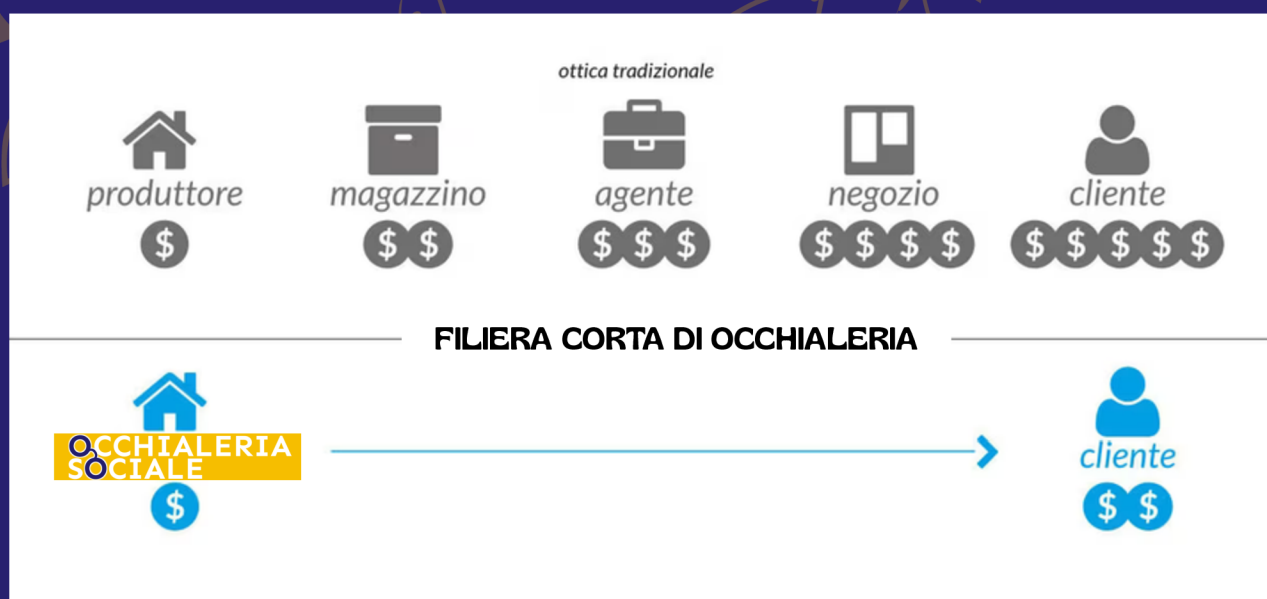 ottica tradizionale
produttore magazzino agente negozio cliente
$ $$ $$$ $$$$ $$$$$
FILIERA CORTA DI OCCHIALERIA
OCCHIALERIA
SOCIALE
cliente
$ $$